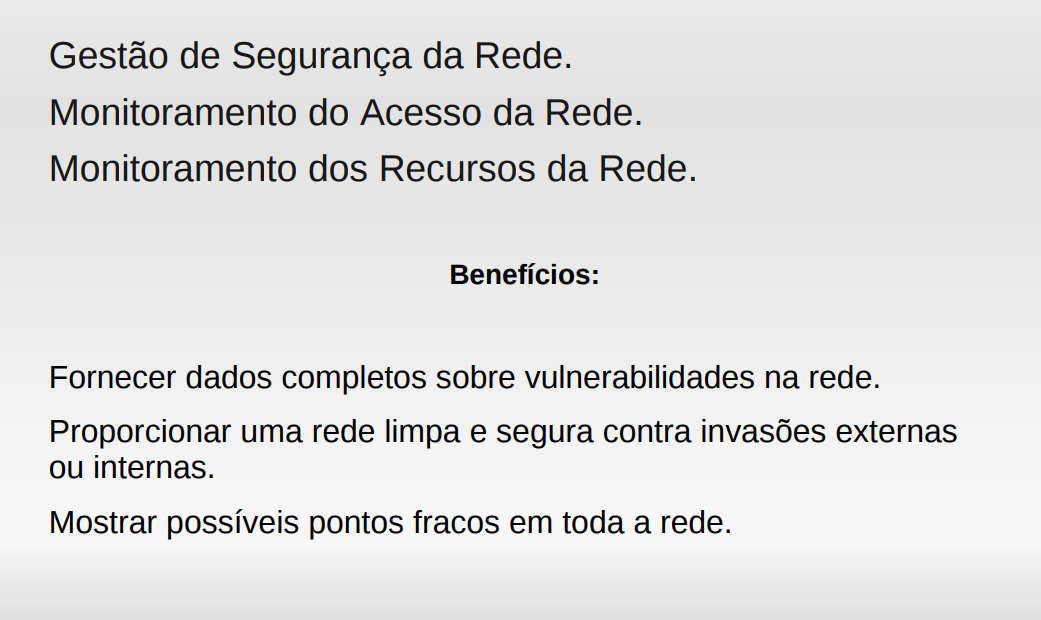 Gestão de Segurança da Rede.
Monitoramento do Acesso da Rede.
Monitoramento dos Recursos da Rede.
Benefícios:
Fornecer dados completos sobre vulnerabilidades na rede.
Proporcionar uma rede limpa e segura contra invasões externas
ou internas.
Mostrar possíveis pontos fracos em toda a rede.